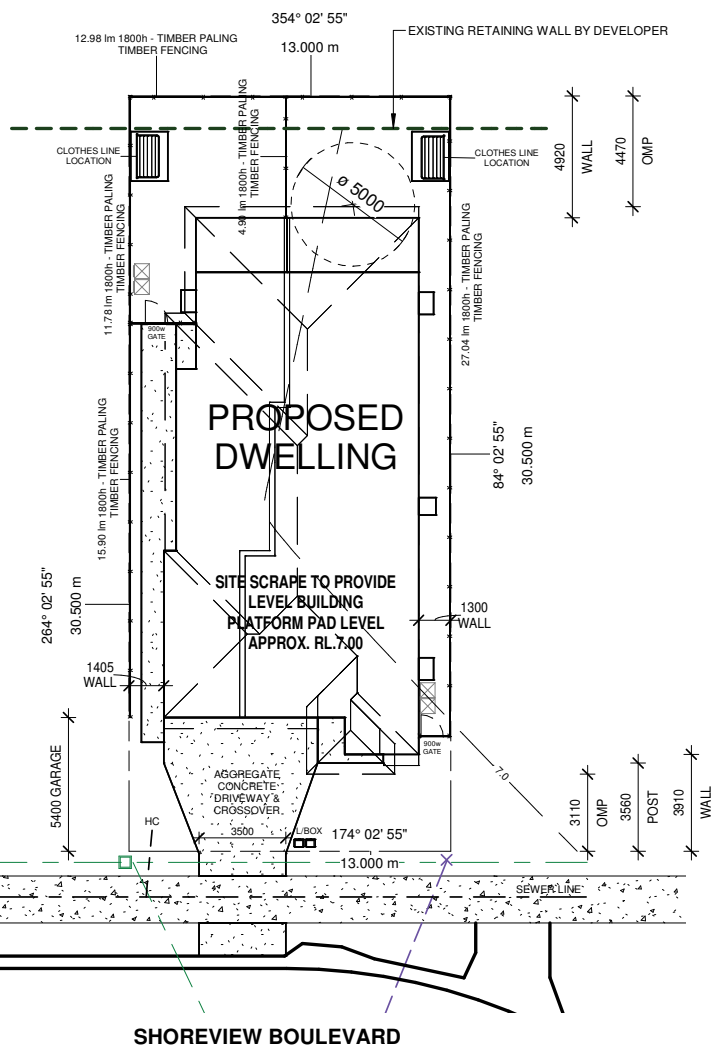 354° 02' 55"
13.000 m
12.98 lm 1800h - TIMBER PALING
TIMBER FENCING
EXISTING RETAINING WALL BY DEVELOPER
CLOTHES LINE
LOCATION
4.90 lm 1800h - TIMBER PALING
TIMBER FENCING
ø 5000
CLOTHES LINE
LOCATION
4920
WALL
4470
OMP
11.78 lm 1800h - TIMBER PALING
TIMBER FENCING
27.04 lm 1800h - TIMBER PALING
TIMBER FENCING
900w
GATE
PROPOSED
DWELLING
15.90 lm 1800h - TIMBER PALING
TIMBER FENCING
84° 02' 55"
30.500 m
264° 02' 55"
30.500 m
SITE SCRAPE TO PROVIDE
LEVEL BUILDING
PLATFORM PAD LEVEL
APPROX. RL.7.00
1300
WALL
1405
WALL
900w
GATE
5400 GARAGE
AGGREGATE
CONCRETE
DRIVEWAY &
CROSSOVER
7.0
3110
OMP
3560
POST
3910
WALL
HC
3500
L/BOX
174° 02' 55"
13.000 m
SEWER LINE
SHOREVIEW BOULEVARD